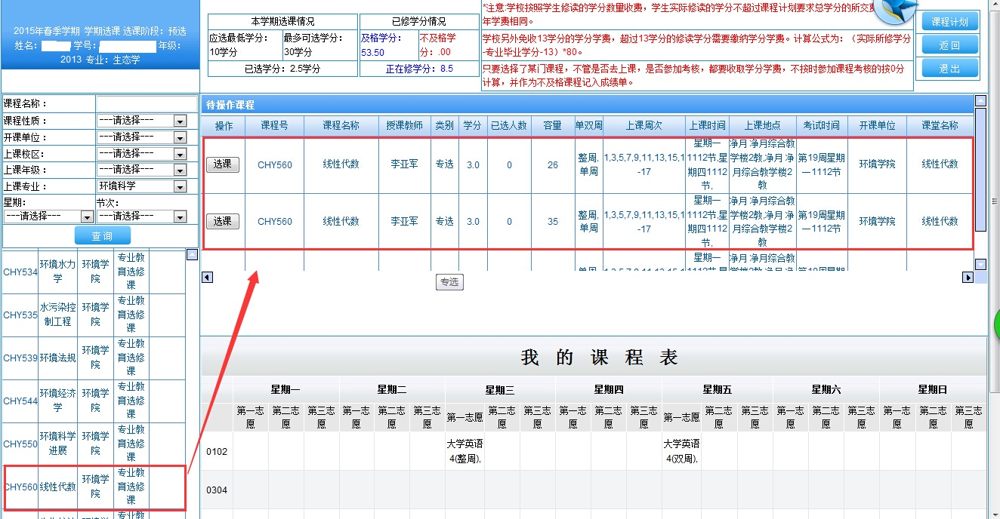 2015年春季学期 学期选课 选课阶段：预选
姓名： 学号： 年级：
2013 专业：生态学
本学期选课情况
应选最低学分：
10学分
最多可选学分：
30学分
已选学分：2.5学分
已修学分情况
及格学分：
53.50
不及格学
分：.00
正在修学分：8.5
*注意:学校按照学生修读的学分数量收费，学生实际修读的学分不超过课程计划要求总学分的所交
年学费相同。
学校另外免收13学分的学分学费，超过13学分的修读学分需要缴纳学分学费。计算公式为：（实际所修学分
-专业毕业学分-13）*80。
只要选择了某门课程，不管是否去上课，是否参加考核，都要收取学分学费，不按时参加课程考核的按0分
计算，并作为不及格课程记入成绩单。
课程计划
返 回
退 出
课程名称：
课程性质： ---请选择---
开课单位： ---请选择---
上课校区： ---请选择---
上课年级： ---请选择---
上课专业： 环境科学
星期： 节次：
---请选择--- ---请选择---
查 询
CHY534 环境水力
学 环境学
院 专业教
育选修
课
CHY535 水污染控
制工程 环境学
院 专业教
育选修
课
CHY539 环境法规 环境学
院 专业教
育选修
课
CHY544 环境经济
学 环境学
院 专业教
育选修
课
CHY550 环境科学
进展 环境学
院 专业教
育选修
课
CHY560 线性代数 环境学
院 专业教
育选修
课
专业教
待操作课程
操作 课程号 课程名称 授课教师 类别 学分 已选人数 容量 单双周 上课周次 上课时间 上课地点 考试时间 开课单位 课堂名称
选课 CHY560 线性代数 李亚军 专选 3.0 0 26
整周,
单周
1,3,5,7,9,11,13,15,1
-17
星期一
1112节,星
期四1112
节,
净月 净月综合教
学楼2教,净月 净
月综合教学楼2
教
第19周星期
一1112节
环境学院 线性代数
选课 CHY560 线性代数 李亚军 专选 3.0 0 35
整周,
单周
1,3,5,7,9,11,13,15,1
-17
星期一
1112节,星
期四1112
节,
净月 净月综合教
学楼2教,净月 净
月综合教学楼2
教
第19周星期
一1112节
环境学院 线性代数
星期一 净月 净月综合教
专选
我 的 课 程 表
星期一 星期二 星期三 星期四 星期五 星期六 星期日
第一志
愿 第二志
愿 第三志
愿 第一志
愿 第二志
愿 第三志
愿 第一志愿 第二志
愿 第三志
愿 第一志
愿 第二志
愿 第三志
愿 第一志愿 第二志
愿 第三志
愿 第一志
愿 第二志
愿 第三志
愿 第一志
愿 第二志
愿 第三志
愿
0102 大学英语
4(整周), 大学英语
4(双周),
0304